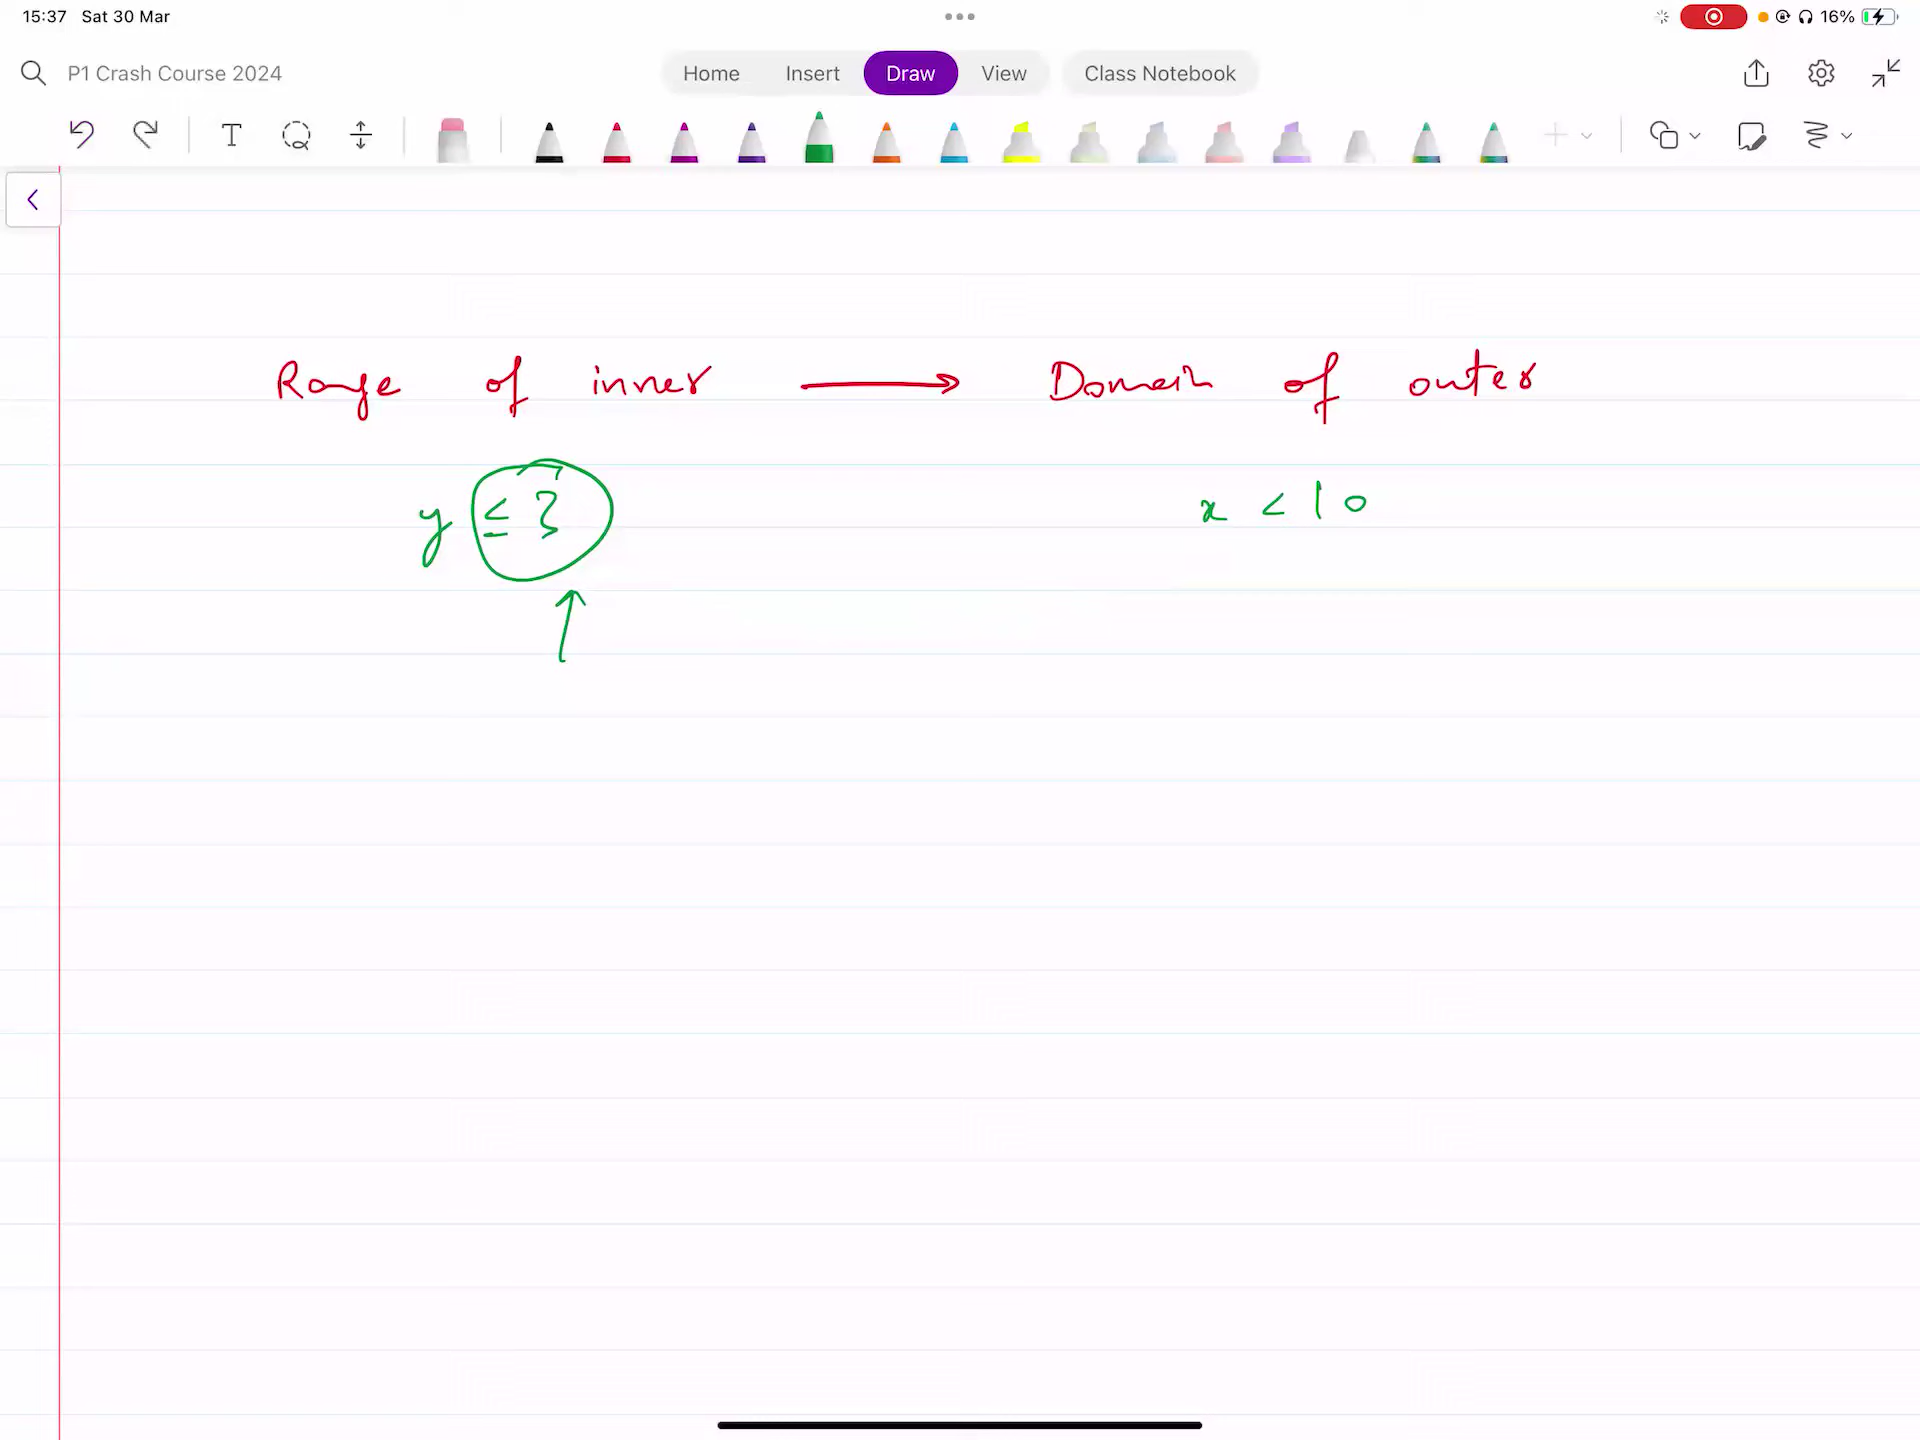 15:37 Sat 30 Mar 16%
P1 Crash Course 2024 Home Insert Draw View Class Notebook
T
Range of inner → Domain of outer
y ≤ 3 x < 10
↑